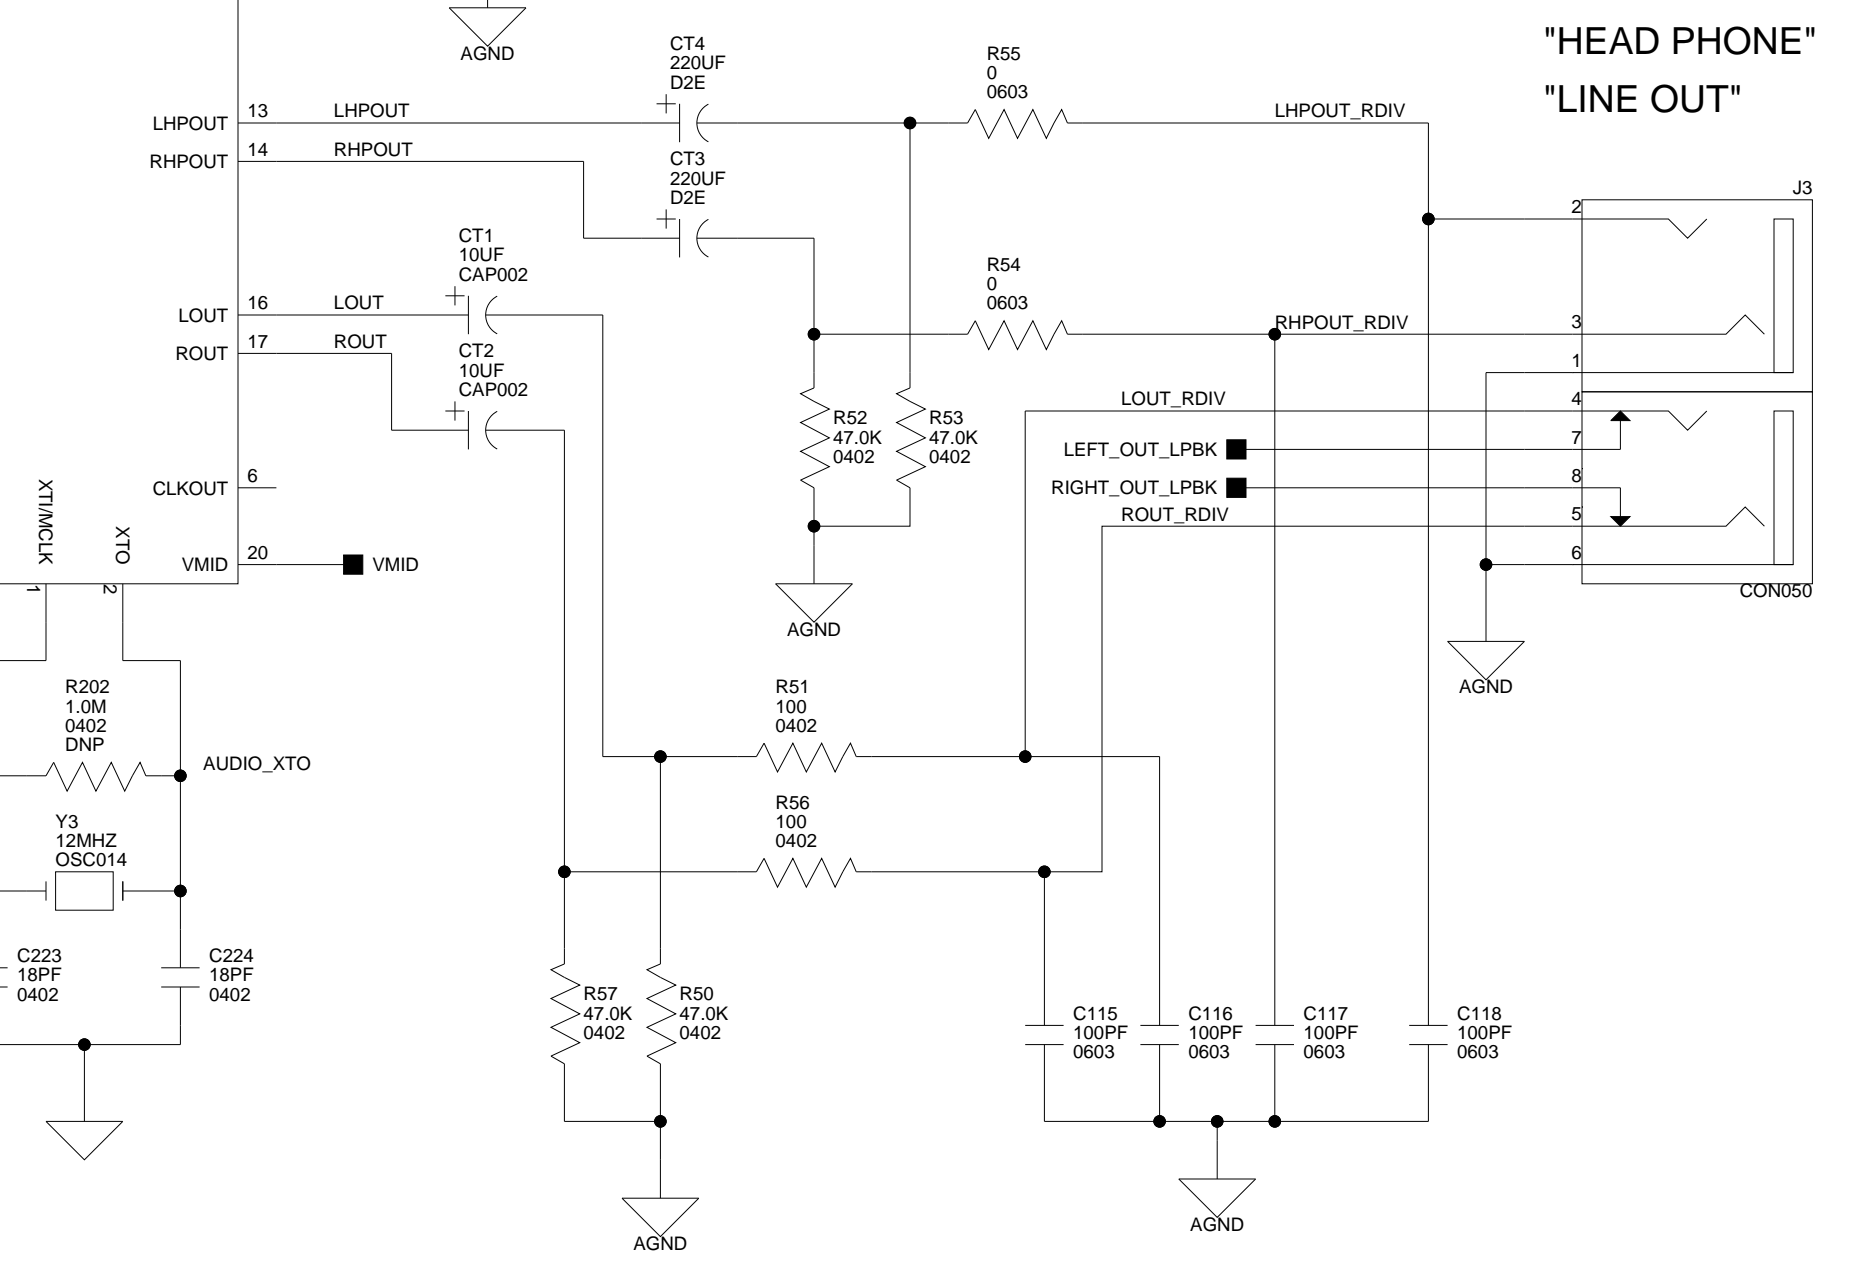 "HEAD PHONE"
"LINE OUT"
AGND
CT4
220UF
D2E
R55
0
0603
LHPOUT 13 LHPOUT
LHPOUT_RDIV
RHPOUT 14 RHPOUT
CT3
220UF
D2E
J3
2
CT1
10UF
CAP002
R54
0
0603
LOUT 16 LOUT
RHPOUT_RDIV 3
ROUT 17 ROUT
CT2
10UF
CAP002
1
LOUT_RDIV 4
R52
47.0K
0402
R53
47.0K
0402
LEFT_OUT_LPBK 7
CLKOUT 6
RIGHT_OUT_LPBK 8
ROUT_RDIV 5
XTI/MCLK
XTO
VMID 20 VMID
6
1
2
CON050
AGND
AGND
R202
1.0M
0402
DNP
R51
100
0402
AUDIO_XTO
Y3
12MHZ
OSC014
R56
100
0402
C223
18PF
0402
C224
18PF
0402
R57
47.0K
0402
R50
47.0K
0402
C115
100PF
0603
C116
100PF
0603
C117
100PF
0603
C118
100PF
0603
AGND
AGND